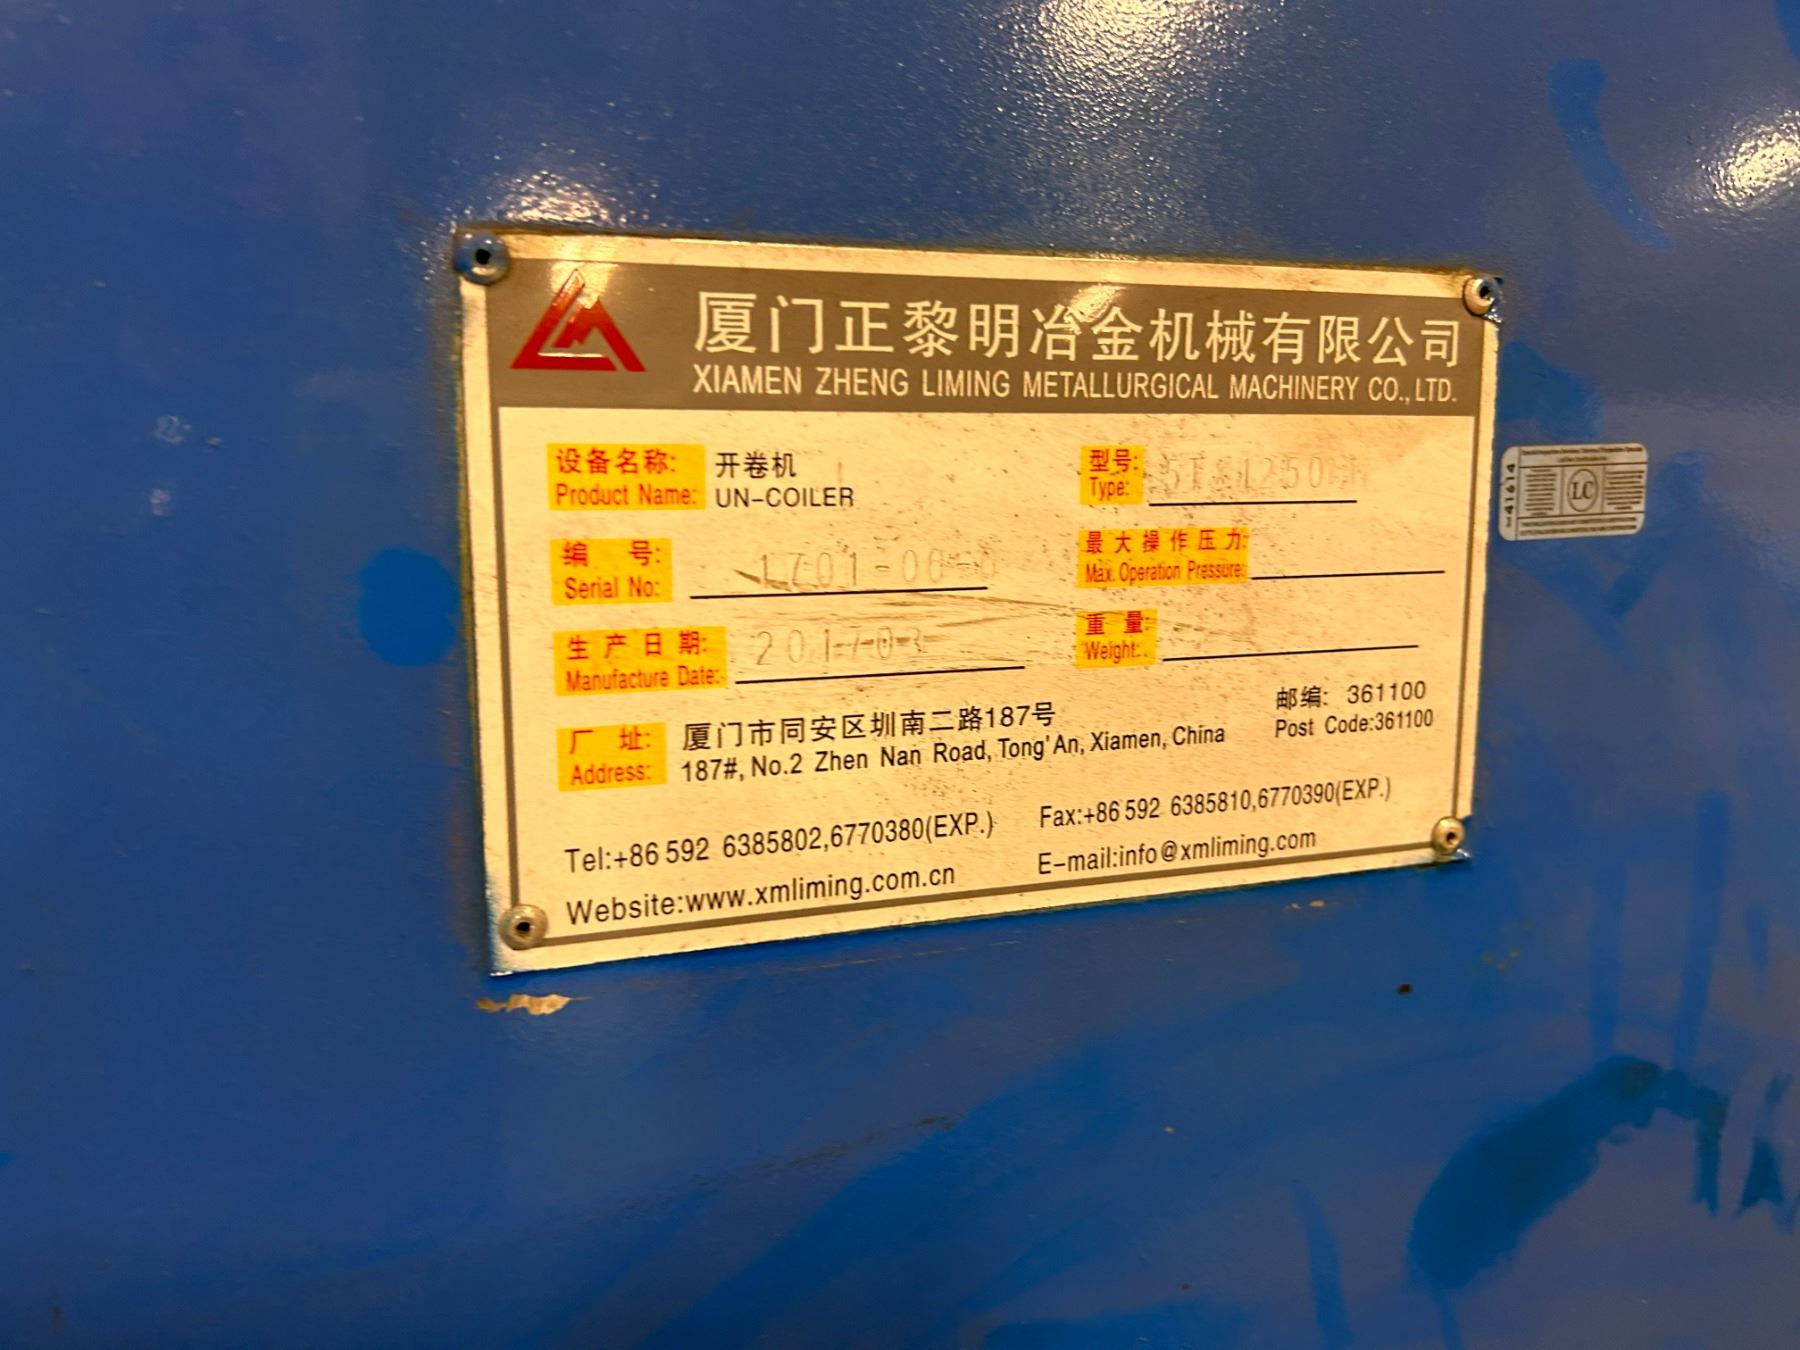 厦门正黎明冶金机械有限公司
XIAMEN ZHENG LIMING METALLURGICAL MACHINERY CO.,LTD.
设备名称: 开卷机
Product Name: UN-COILER
型号:
Type:
编 号:
Serial No: 1701-06-
最大操作压力:
Max. Operation Pressure:
生产日期: 201703
Manufacture Date:
重 量:
Weight:
厂 址: 厦门市同安区圳南二路187号
Address: 187#, No.2 Zhen Nan Road, Tong'An, Xiamen, China
邮编: 361100
Post Code:361100
Tel:+86 592 6385802,6770380(EXP.)
Fax:+86 592 6385810,6770390(EXP.)
Website:www.xmliming.com.cn
E-mail:info@xmliming.com
LC
41614